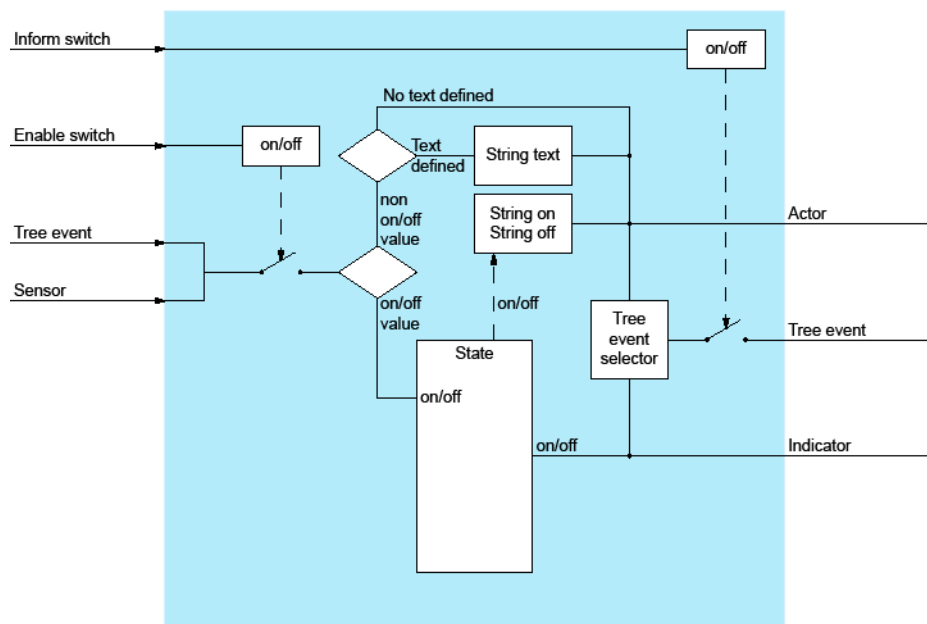 Inform switch
on/off
No text defined
Enable switch
on/off
Text
defined
String text
non
on/off
value
String on
String off
Actor
Tree event
Sensor
on/off
value
on/off
Tree
event
selector
Tree event
State
on/off
on/off
Indicator